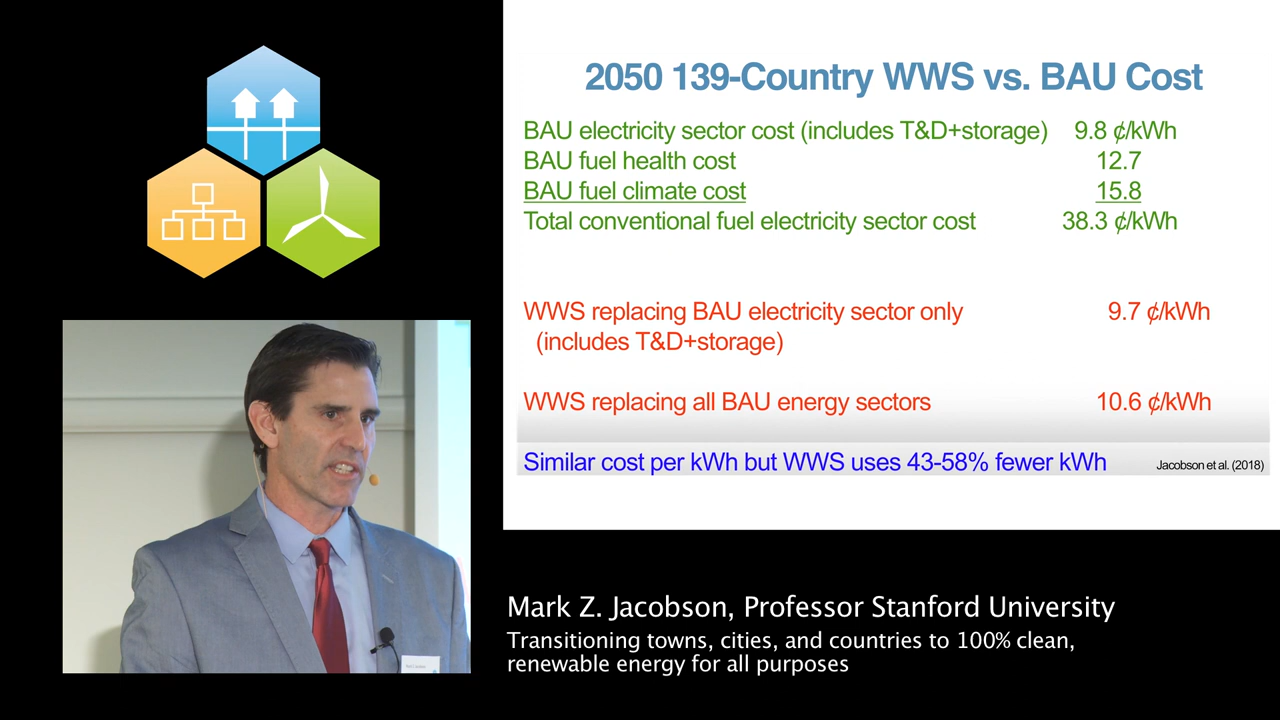 2050 139-Country WWS vs. BAU Cost
BAU electricity sector cost (includes T&D+storage) 9.8 ¢/kWh
BAU fuel health cost 12.7
BAU fuel climate cost 15.8
Total conventional fuel electricity sector cost 38.3 ¢/kWh
WWS replacing BAU electricity sector only 9.7 ¢/kWh
(includes T&D+storage)
WWS replacing all BAU energy sectors 10.6 ¢/kWh
Similar cost per kWh but WWS uses 43-58% fewer kWh Jacobson et al. (2018)
Mark Z. Jacobson, Professor Stanford University
Transitioning towns, cities, and countries to 100% clean,
renewable energy for all purposes